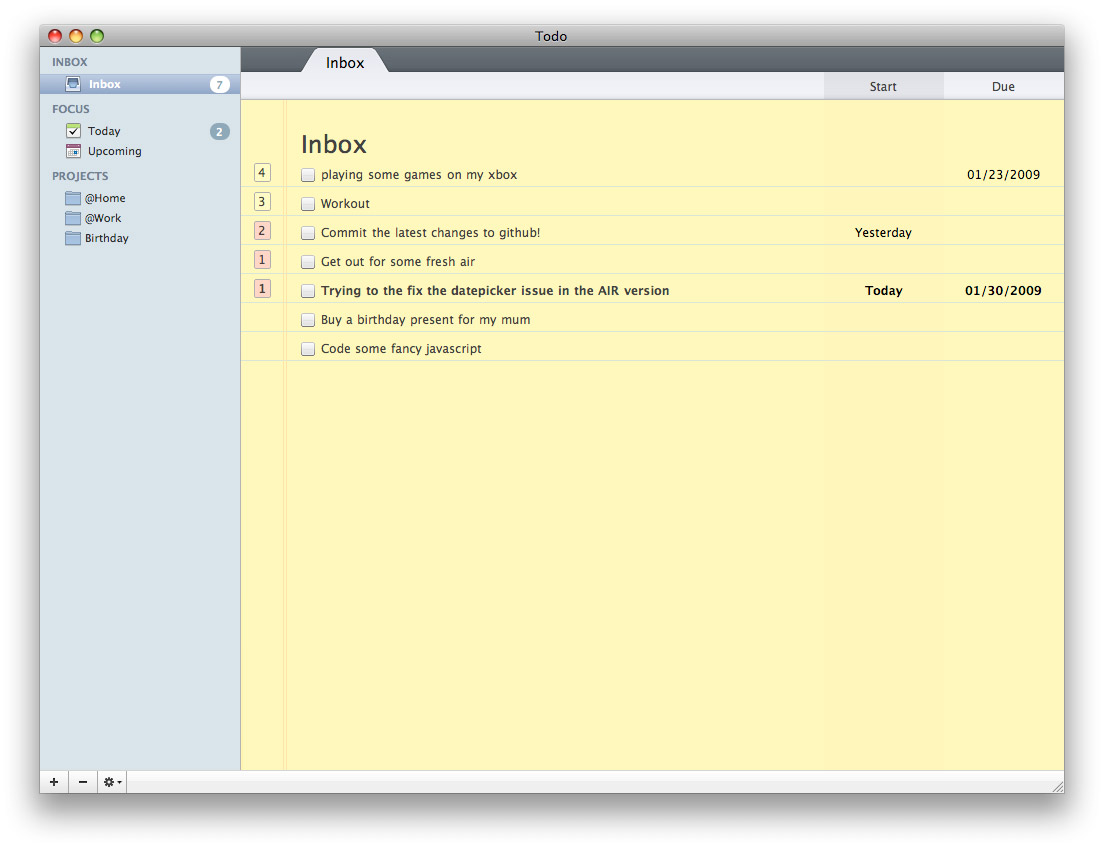 Todo
INBOX
Inbox 7
FOCUS
Today 2
Upcoming
PROJECTS
@Home
@Work
Birthday
Inbox
Start Due
Inbox
4 playing some games on my xbox 01/23/2009
3 Workout
2 Commit the latest changes to github! Yesterday
1 Get out for some fresh air
1 Trying to the fix the datepicker issue in the AIR version Today 01/30/2009
Buy a birthday present for my mum
Code some fancy javascript